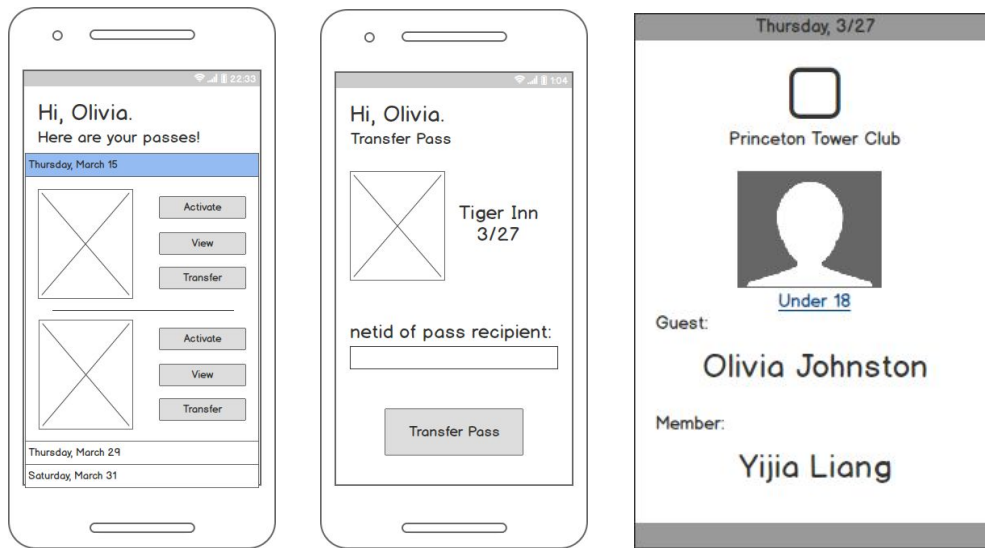 22:33
Hi, Olivia.
Here are your passes!
Thursday, March 15
Activate
View
Transfer
Activate
View
Transfer
Thursday, March 29
Saturday, March 31
1:04
Hi, Olivia.
Transfer Pass
Tiger Inn
3/27
netid of pass recipient:
Transfer Pass
Thursday, 3/27
Princeton Tower Club
Under 18
Guest:
Olivia Johnston
Member:
Yijia Liang